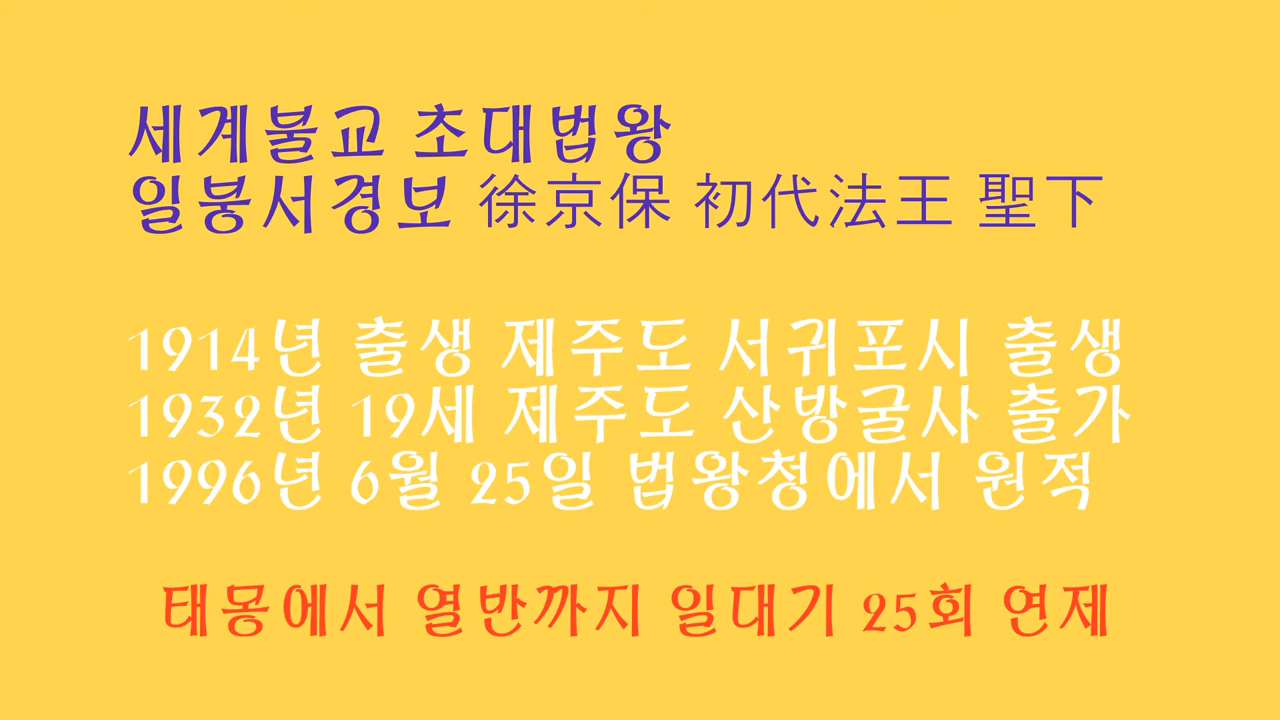 세계불교 초대법왕
일붕서경보 徐京保 初代法王 聖下
1914년 출생 제주도 서귀포시 출생
1932년 19세 제주도 산방굴사 출가
1996년 6월 25일 법왕청에서 원적
태몽에서 열반까지 일대기 25회 연제